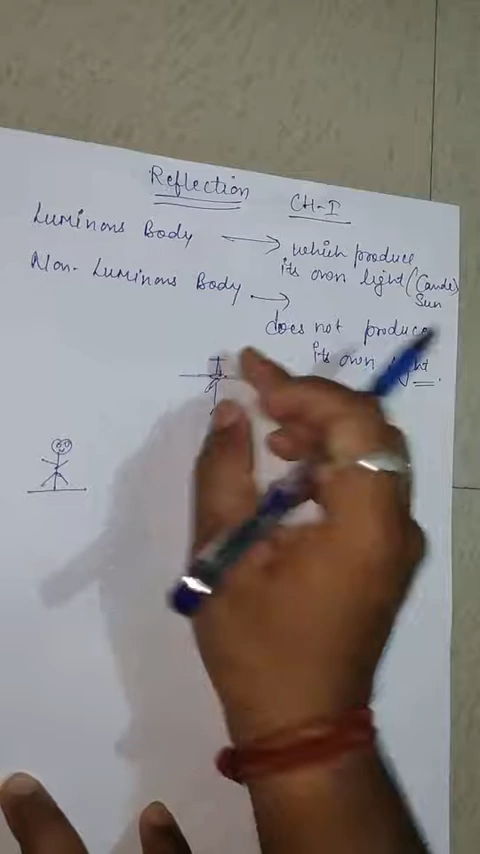 Reflection CH-I
Luminous Body → which produce
its own light (Candle)
Sun
Non-Luminous Body →
does not produce
its own light.